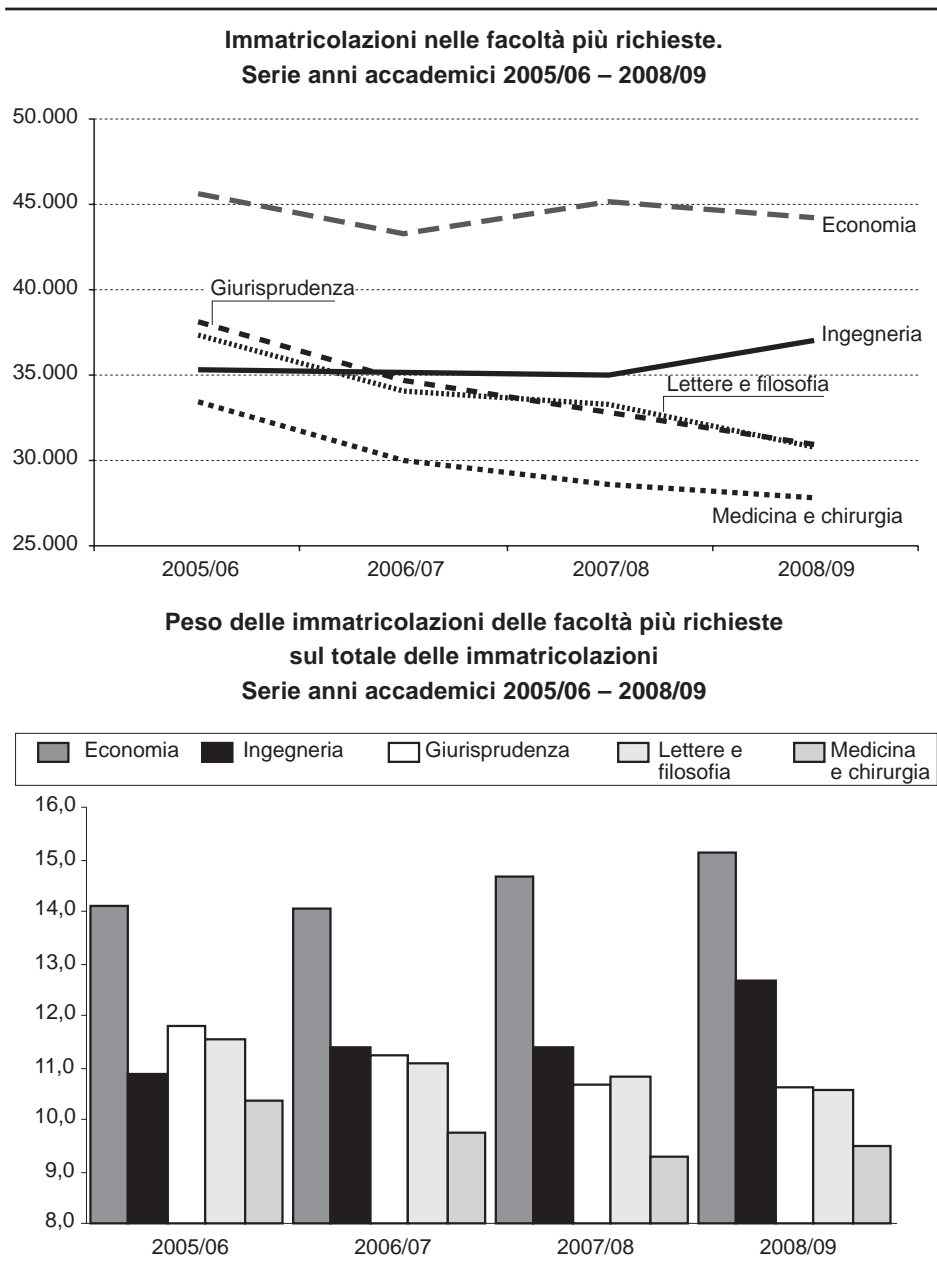 Immatricolazioni nelle facoltà più richieste.
Serie anni accademici 2005/06 – 2008/09
50.000
45.000
Economia
40.000
Giurisprudenza
Ingegneria
35.000
Lettere e filosofia
30.000
Medicina e chirurgia
25.000
2005/06 2006/07 2007/08 2008/09
Peso delle immatricolazioni delle facoltà più richieste
sul totale delle immatricolazioni
Serie anni accademici 2005/06 – 2008/09
Economia Ingegneria Giurisprudenza Lettere e filosofia Medicina e chirurgia
16,0
15,0
14,0
13,0
12,0
11,0
10,0
9,0
8,0
2005/06 2006/07 2007/08 2008/09